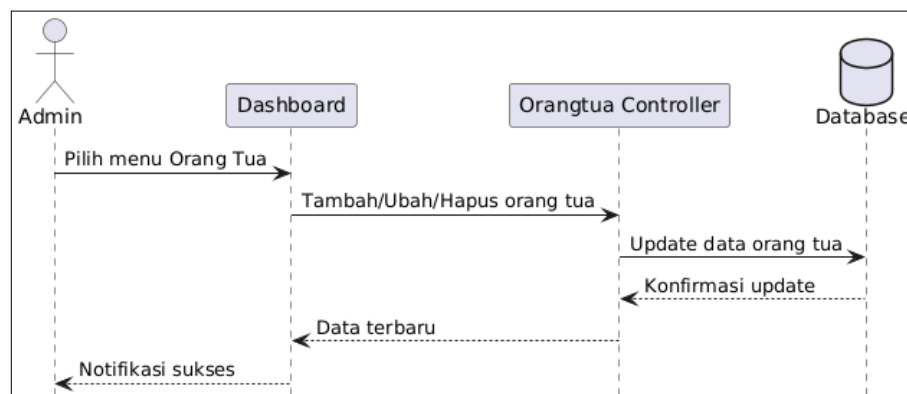 Admin
Dashboard
Orangtua Controller
Database
Pilih menu Orang Tua
Tambah/Ubah/Hapus orang tua
Update data orang tua
Konfirmasi update
Data terbaru
Notifikasi sukses